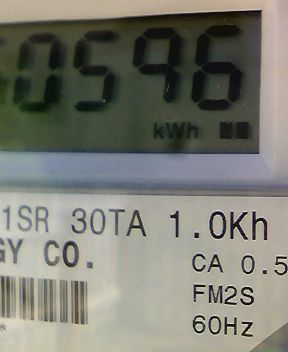 0596
kWh
1SR 30TA 1.0Kh
GY CO.
CA 0.5
FM2S
60Hz